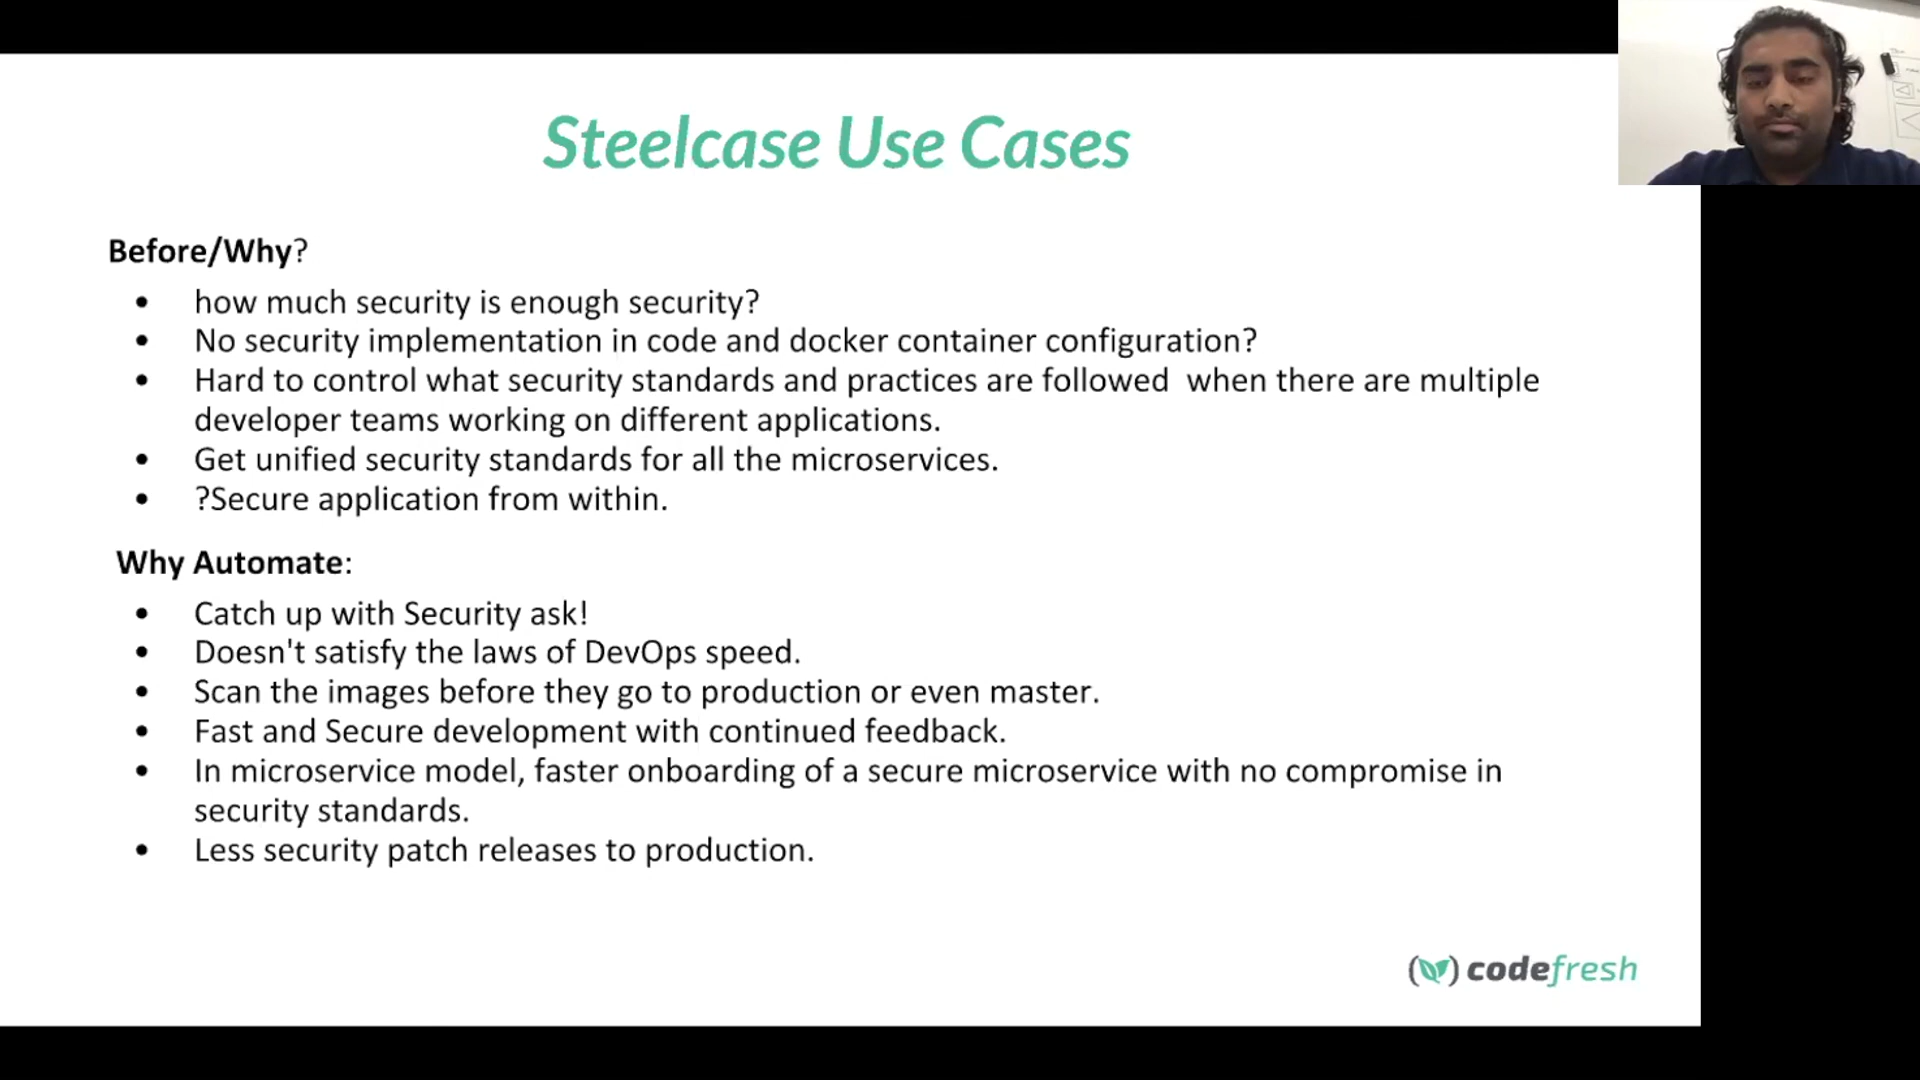 Steelcase Use Cases
Before/Why?
• how much security is enough security?
• No security implementation in code and docker container configuration?
• Hard to control what security standards and practices are followed  when there are multiple
developer teams working on different applications.
• Get unified security standards for all the microservices.
• ?Secure application from within.
Why Automate:
• Catch up with Security ask!
• Doesn't satisfy the laws of DevOps speed.
• Scan the images before they go to production or even master.
• Fast and Secure development with continued feedback.
• In microservice model, faster onboarding of a secure microservice with no compromise in
security standards.
• Less security patch releases to production.
codefresh